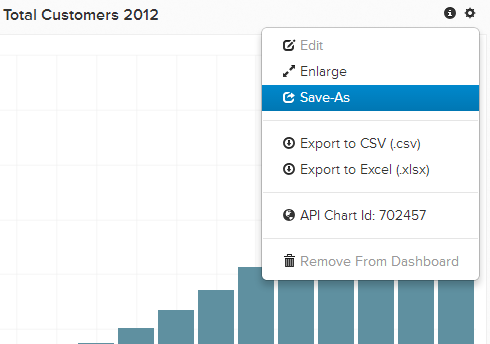 Total Customers 2012
Edit
Enlarge
Save-As
Export to CSV (.csv)
Export to Excel (.xlsx)
API Chart Id: 702457
Remove From Dashboard